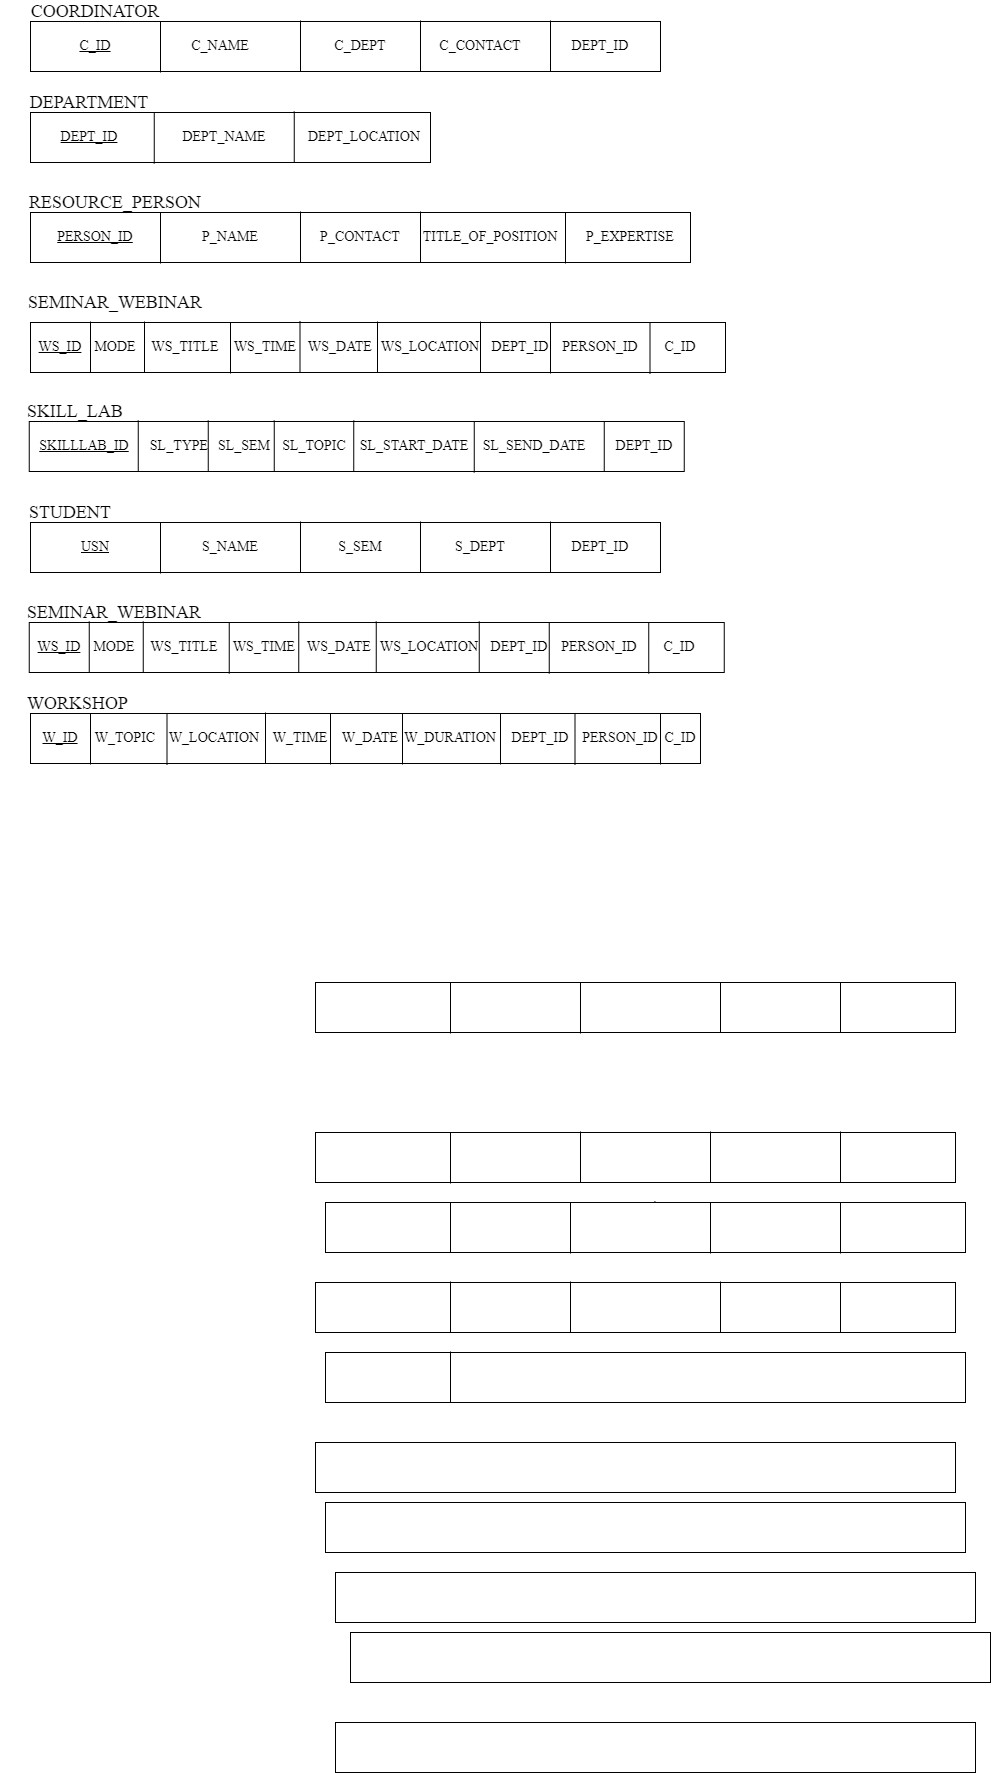 COORDINATOR
C_ID C_NAME C_DEPT C_CONTACT DEPT_ID
DEPARTMENT
DEPT_ID DEPT_NAME DEPT_LOCATION
RESOURCE_PERSON
PERSON_ID P_NAME P_CONTACT TITLE_OF_POSITION P_EXPERTISE
SEMINAR_WEBINAR
WS_ID MODE WS_TITLE WS_TIME WS_DATE WS_LOCATION DEPT_ID PERSON_ID C_ID
SKILL_LAB
SKILLLAB_ID SL_TYPE SL_SEM SL_TOPIC SL_START_DATE SL_SEND_DATE DEPT_ID
STUDENT
USN S_NAME S_SEM S_DEPT DEPT_ID
SEMINAR_WEBINAR
WS_ID MODE WS_TITLE WS_TIME WS_DATE WS_LOCATION DEPT_ID PERSON_ID C_ID
WORKSHOP
W_ID W_TOPIC W_LOCATION W_TIME W_DATE W_DURATION DEPT_ID PERSON_ID C_ID